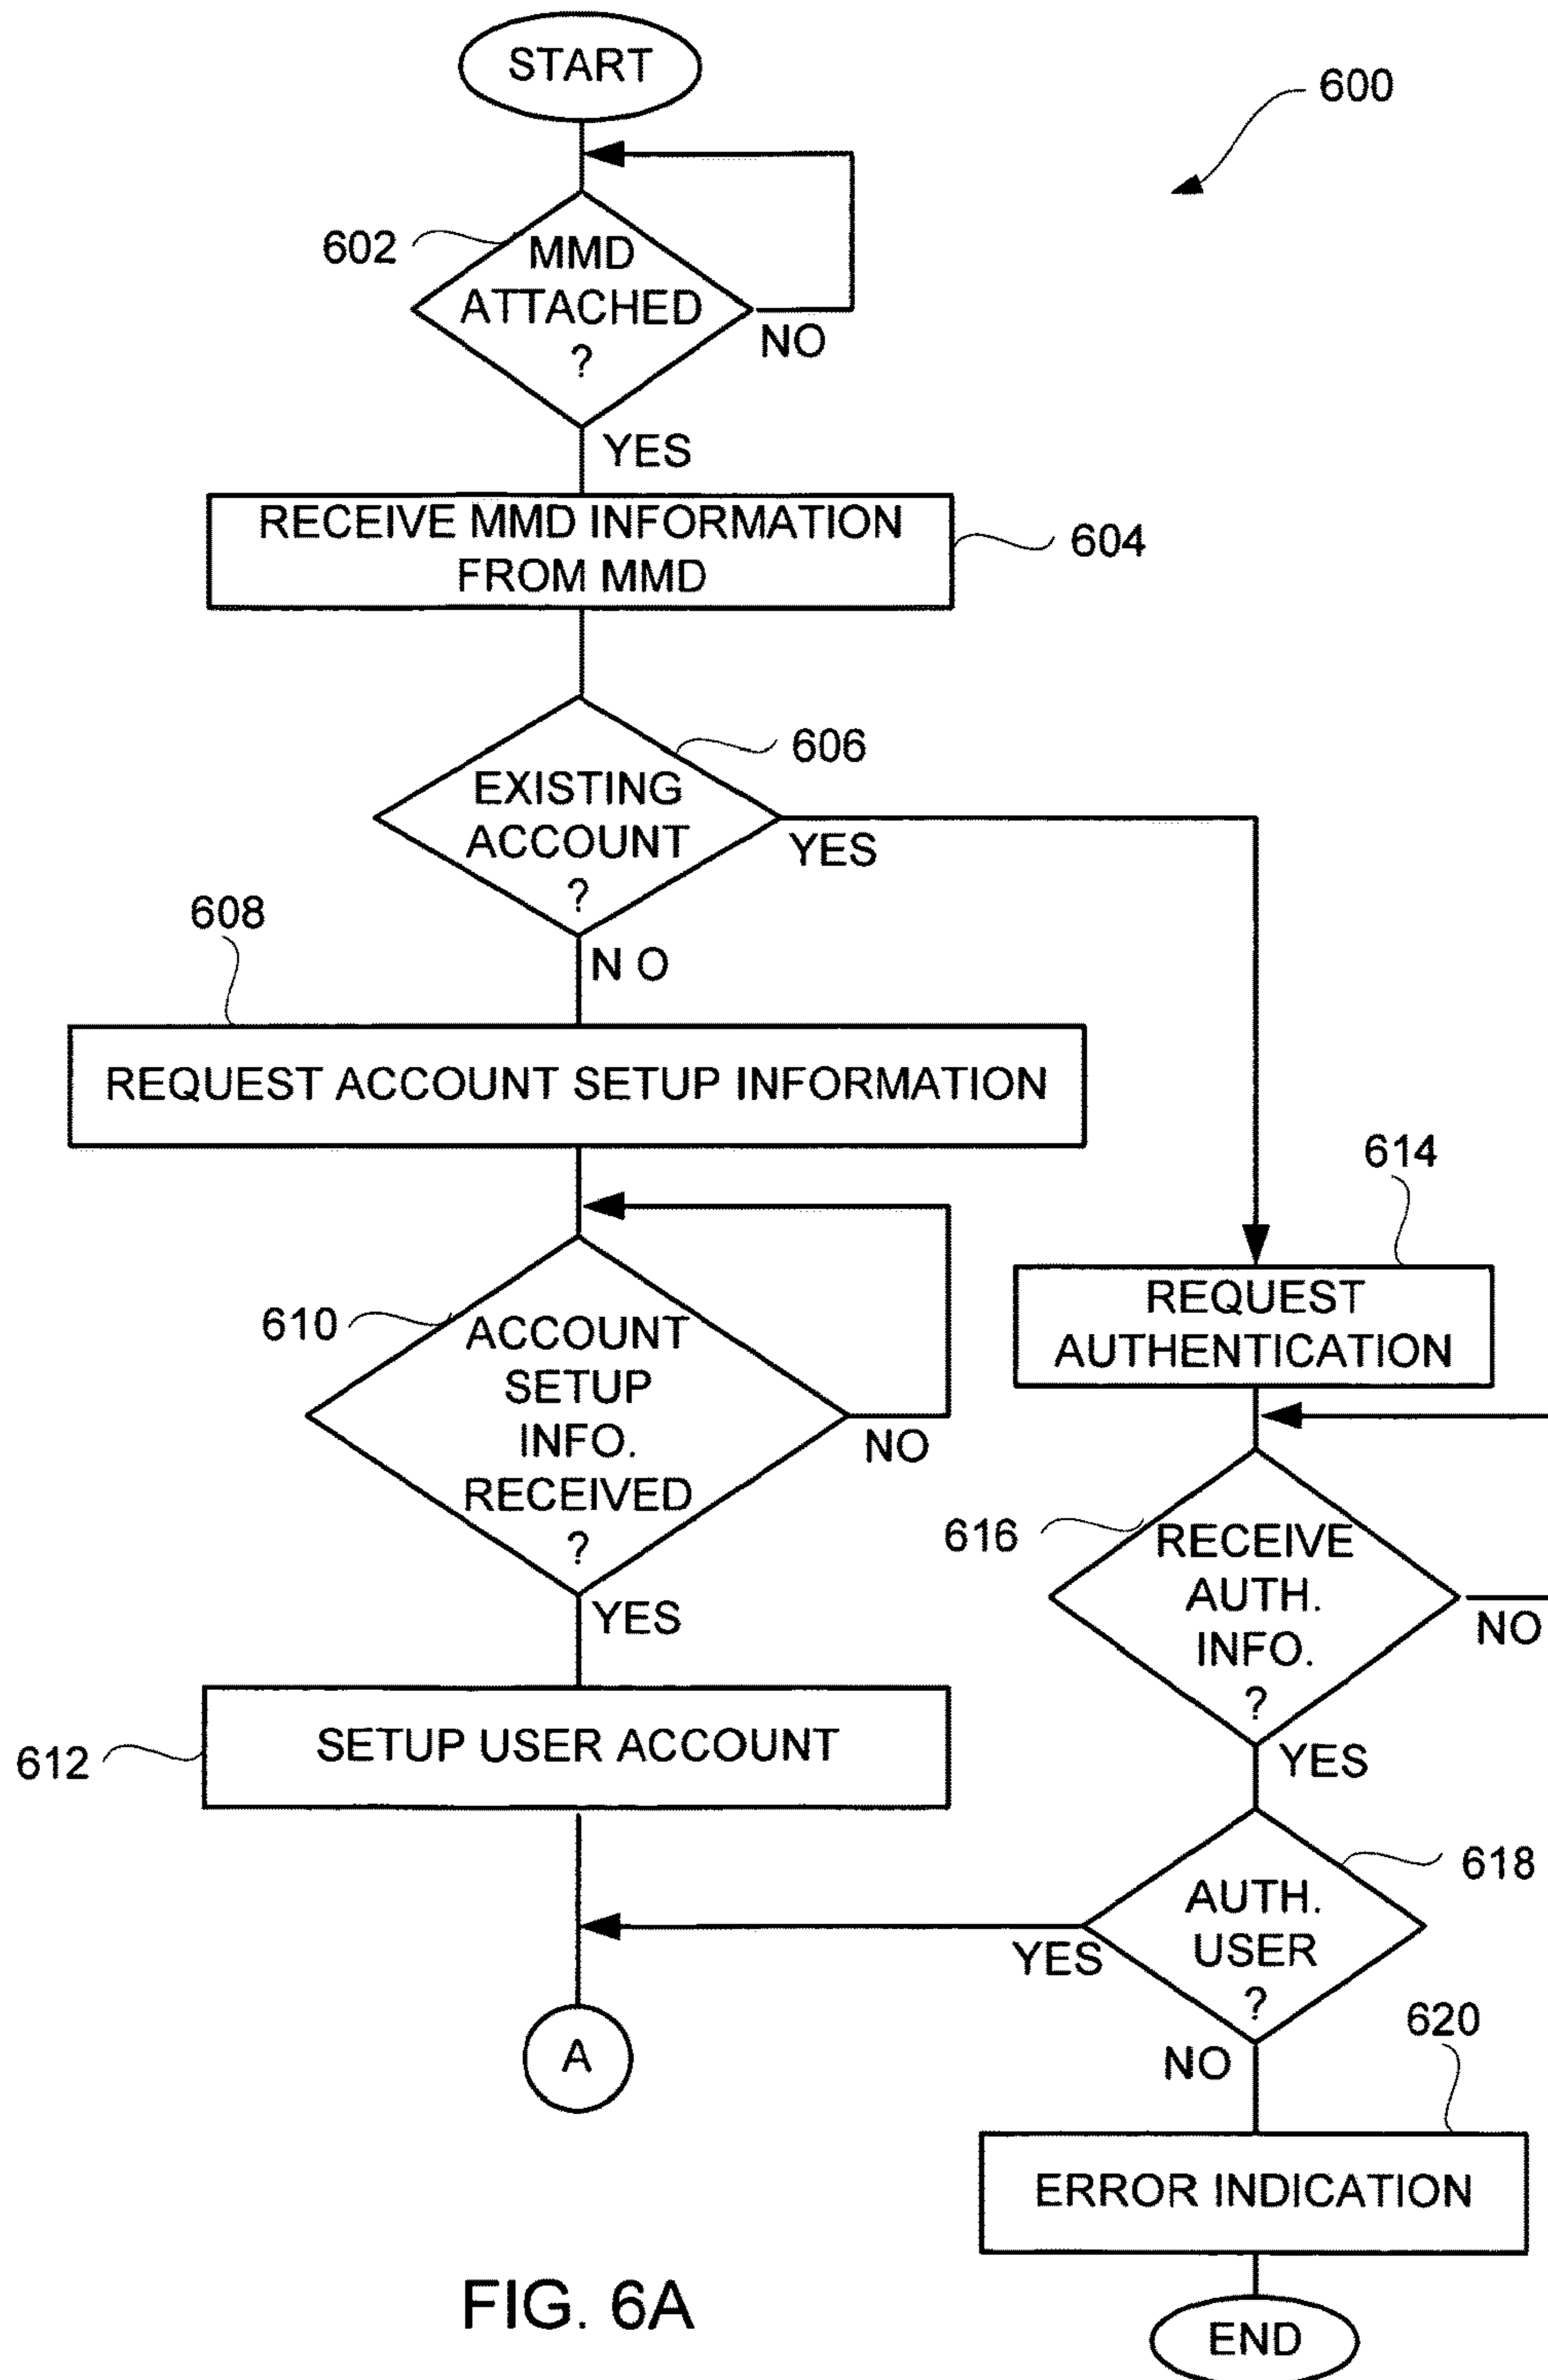 START
600
602
MMD
ATTACHED
?
NO
YES
RECEIVE MMD INFORMATION
FROM MMD
604
606
EXISTING
ACCOUNT
?
YES
608
NO
REQUEST ACCOUNT SETUP INFORMATION
614
REQUEST
AUTHENTICATION
610
ACCOUNT
SETUP
INFO.
RECEIVED
?
NO
YES
616
RECEIVE
AUTH.
INFO.
?
NO
YES
612
SETUP USER ACCOUNT
618
AUTH.
USER
?
YES
NO
A
620
ERROR INDICATION
FIG. 6A
END